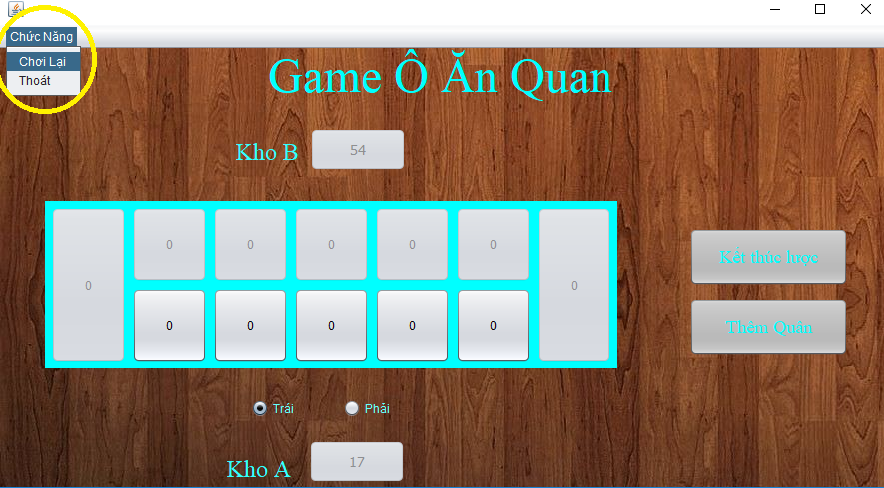 Chức Năng
Chơi Lại
Thoát
Game Ô Ăn Quan
Kho B
54
0
0
0
0
0
0
0
0
0
0
0
0
Kết thúc lược
Thêm Quân
Trái
Phải
Kho A
17